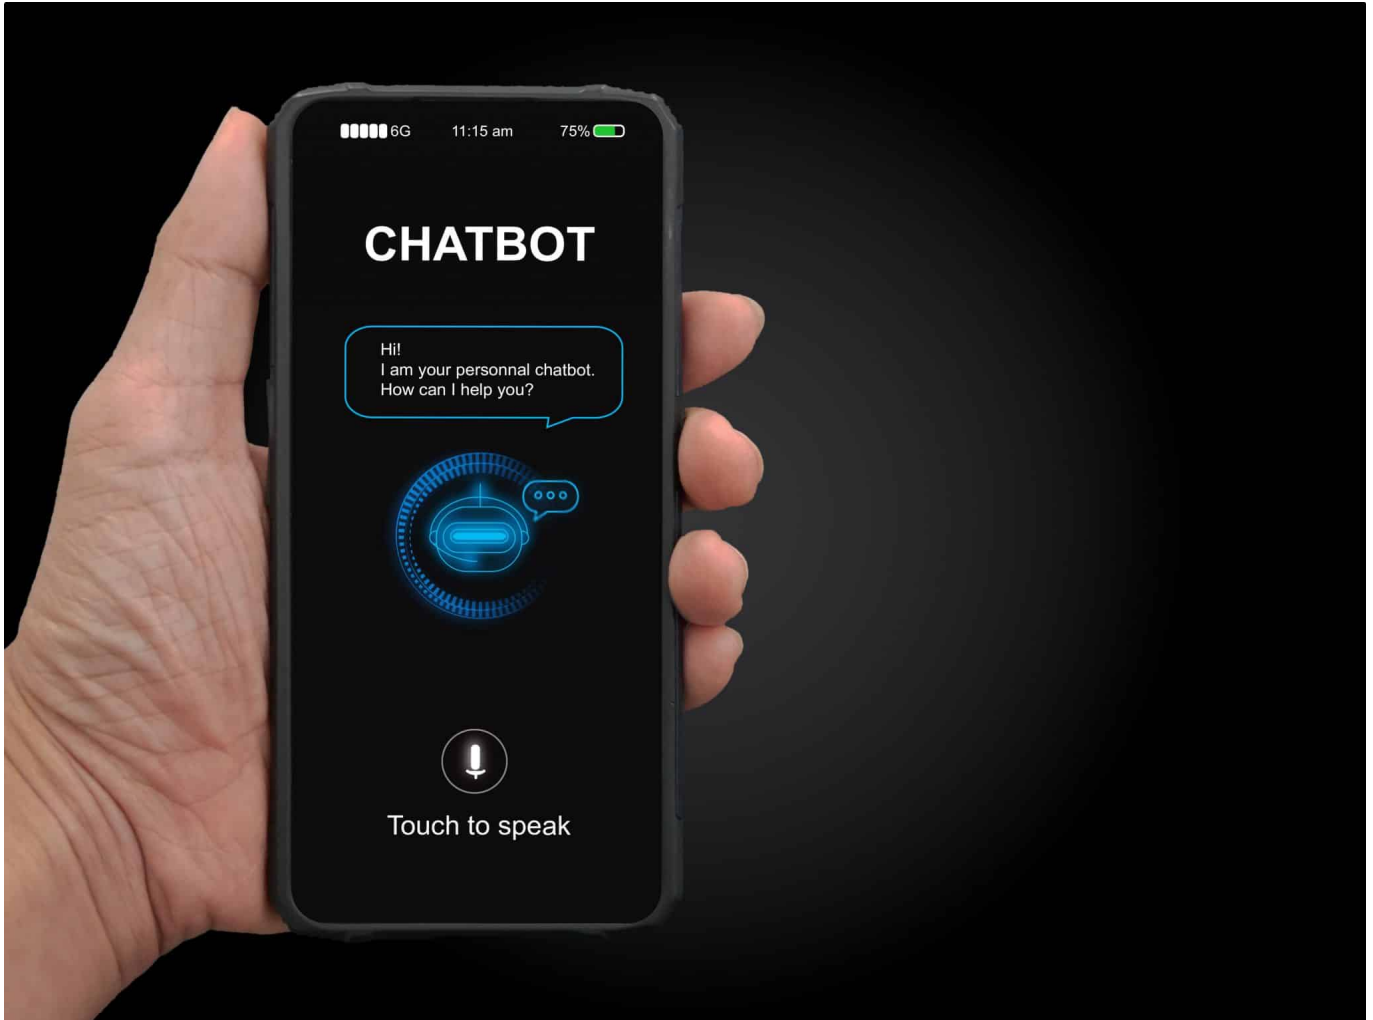 6G 11:15 am 75%
CHATBOT
Hi!
I am your personnal chatbot.
How can I help you?
Touch to speak